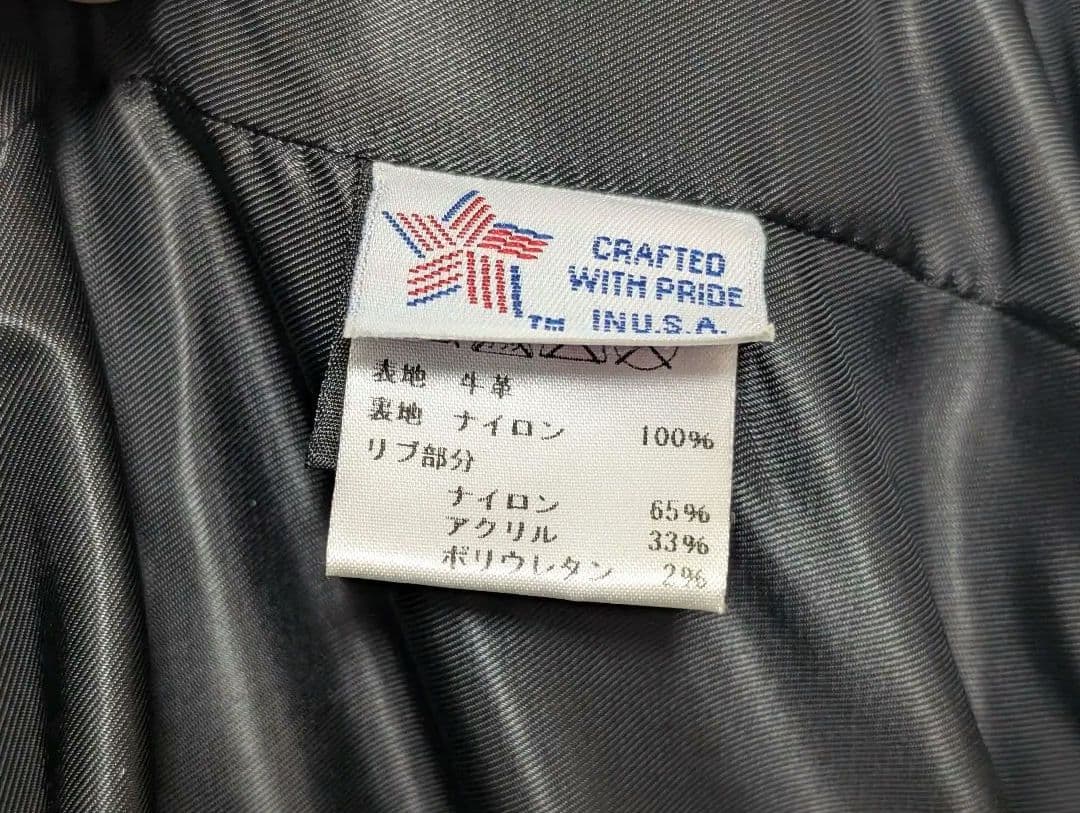 CRAFTED
WITH PRIDE
IN U.S.A.
TM
表地 牛革
裏地 ナイロン 100%
リブ部分
ナイロン 65%
アクリル 33%
ポリウレタン 2%